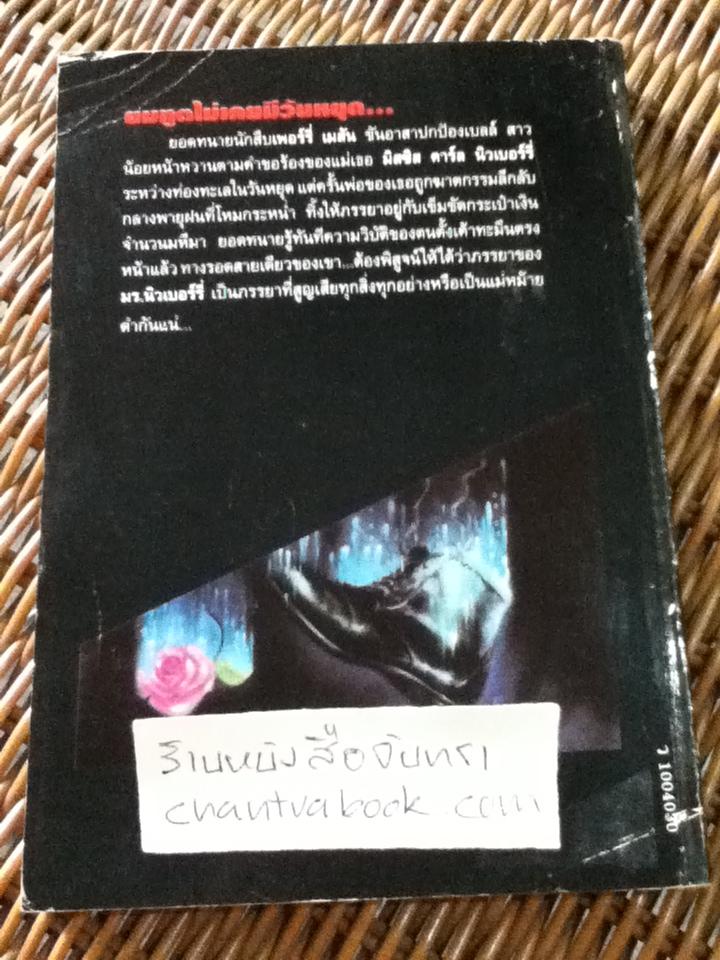 ยมทูตไม่เคยมีวันหยุด...
ยอดทนายนักสืบเพอร์รี่ เมสัน ขันอาสาปกป้องเบลล์ สาว
น้อยหน้าหวานตามคำขอร้องของแม่เธอ มิสซิส คาร์ล นิวเบอร์รี่
ระหว่างท่องทะเลในวันหยุด แต่ครั้นพ่อของเธอถูกฆาตกรรมลึกลับ
กลางพายุฝนที่โหมกระหน่ำ ทิ้งให้ภรรยาอยู่กับเข็มขัดกระเป๋าเงิน
จำนวนมหึมา ยอดทนายรู้ทันทีความวิบัติของตนตั้งเค้าทะมึนตรง
หน้าแล้ว ทางรอดสายเดียวของเขา...ต้องพิสูจน์ให้ได้ว่าภรรยาของ
มร.นิวเบอร์รี่ เป็นภรรยาที่สูญเสียทุกสิ่งทุกอย่างหรือเป็นแม่หม้าย
ดำกันแน่...
ร้านหนังสือจันทรา
chantrabook.com
7 1004030